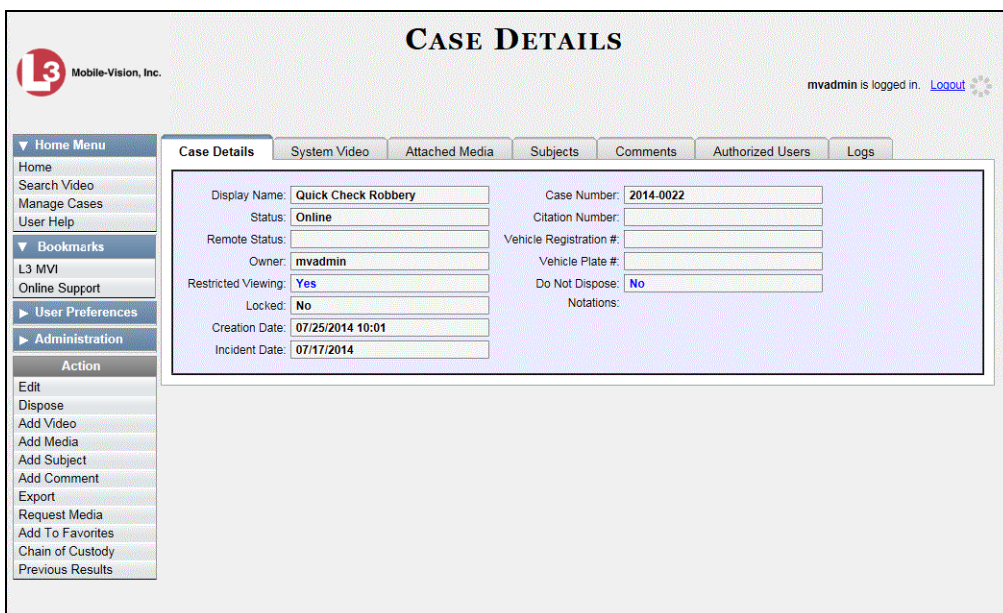 CASE DETAILS
L3 Mobile-Vision, Inc.
mvadmin is logged in. Logout
▼ Home Menu
Home
Search Video
Manage Cases
User Help
▼ Bookmarks
L3 MVI
Online Support
▶ User Preferences
▶ Administration
Action
Edit
Dispose
Add Video
Add Media
Add Subject
Add Comment
Export
Request Media
Add To Favorites
Chain of Custody
Previous Results
Case Details System Video Attached Media Subjects Comments Authorized Users Logs
Display Name: Quick Check Robbery Case Number: 2014-0022
Status: Online Citation Number:
Remote Status: Vehicle Registration #:
Owner: mvadmin Vehicle Plate #:
Restricted Viewing: Yes Do Not Dispose: No
Locked: No Notations:
Creation Date: 07/25/2014 10:01
Incident Date: 07/17/2014